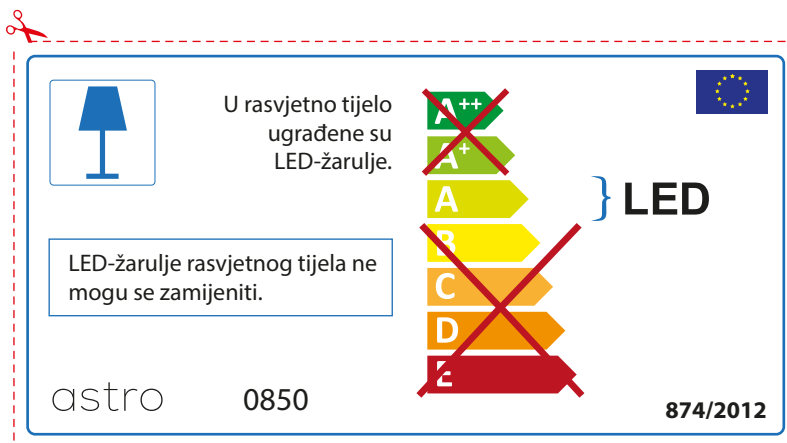 U rasvjetno tijelo
ugrađene su
LED-žarulje.
LED-žarulje rasvjetnog tijela ne
mogu se zamijeniti.
A++
A+
A
B
C
D
E
LED
astro 0850
874/2012